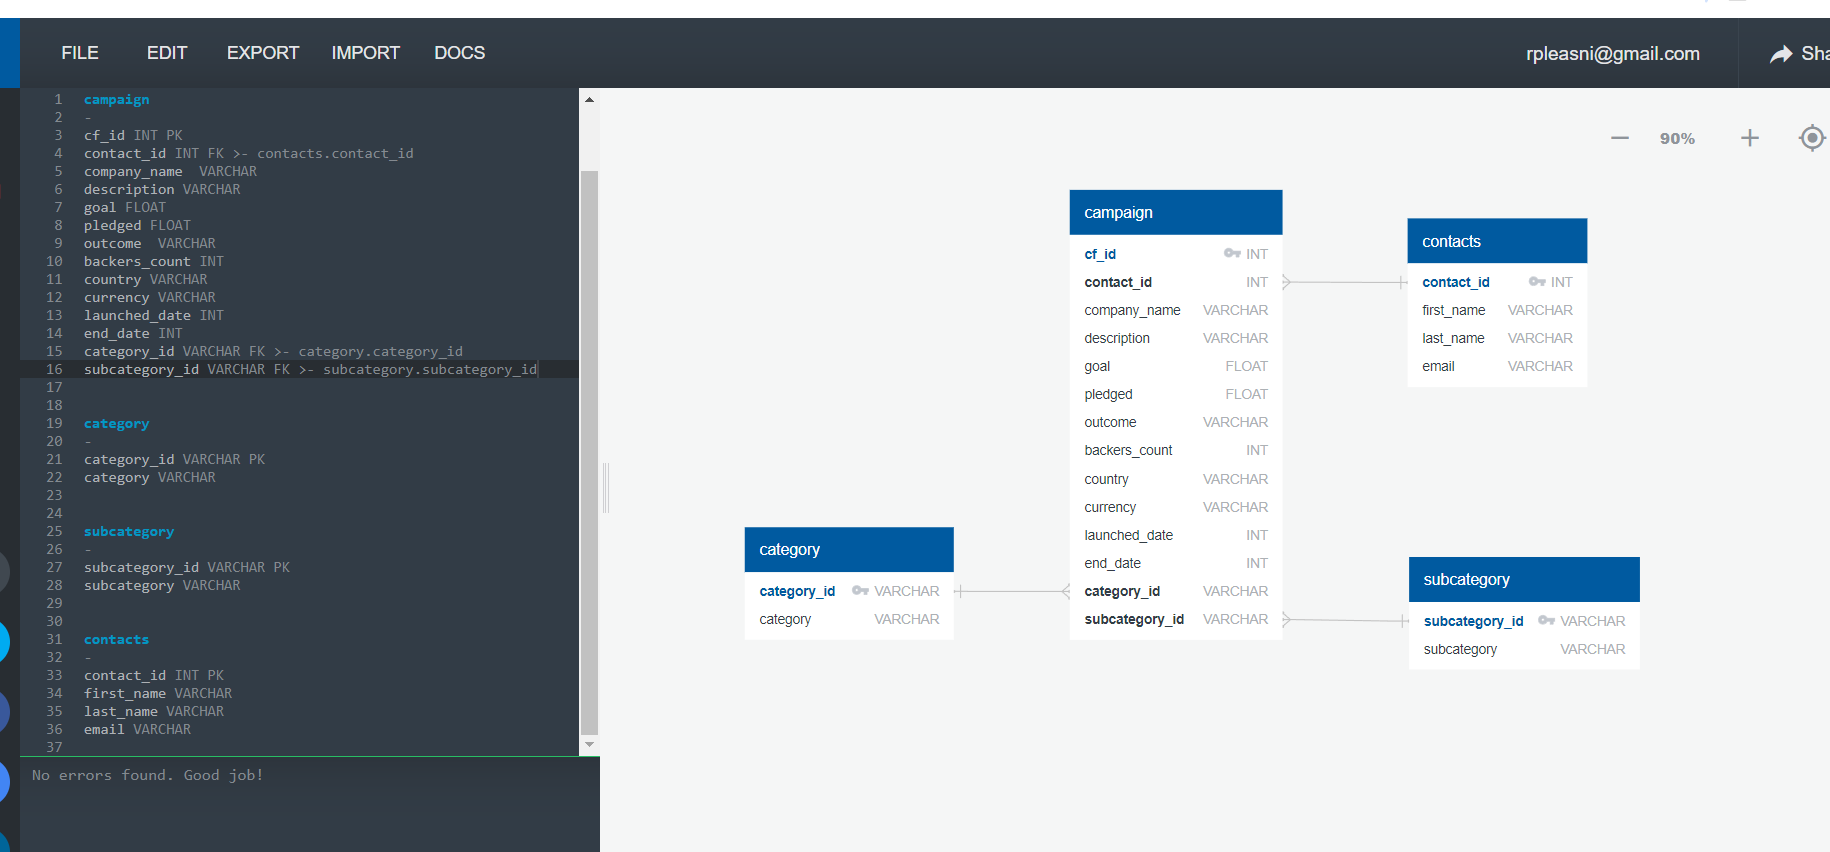 FILE EDIT EXPORT IMPORT DOCS
rpleasni@gmail.com
1 campaign
2 -
3 cf_id INT PK
4 contact_id INT FK >- contacts.contact_id
5 company_name  VARCHAR
6 description VARCHAR
7 goal FLOAT
8 pledged FLOAT
9 outcome  VARCHAR
10 backers_count INT
11 country VARCHAR
12 currency VARCHAR
13 launched_date INT
14 end_date INT
15 category_id VARCHAR FK >- category.category_id
16 subcategory_id VARCHAR FK >- subcategory.subcategory_id
17
18
19 category
20 -
21 category_id VARCHAR PK
22 category VARCHAR
23
24
25 subcategory
26 -
27 subcategory_id VARCHAR PK
28 subcategory VARCHAR
29
30
31 contacts
32 -
33 contact_id INT PK
34 first_name VARCHAR
35 last_name VARCHAR
36 email VARCHAR
37
No errors found. Good job!
90%
campaign
cf_id INT
contact_id INT
company_name VARCHAR
description VARCHAR
goal FLOAT
pledged FLOAT
outcome VARCHAR
backers_count INT
country VARCHAR
currency VARCHAR
launched_date INT
end_date INT
category_id VARCHAR
subcategory_id VARCHAR
contacts
contact_id INT
first_name VARCHAR
last_name VARCHAR
email VARCHAR
category
category_id VARCHAR
category VARCHAR
subcategory
subcategory_id VARCHAR
subcategory VARCHAR